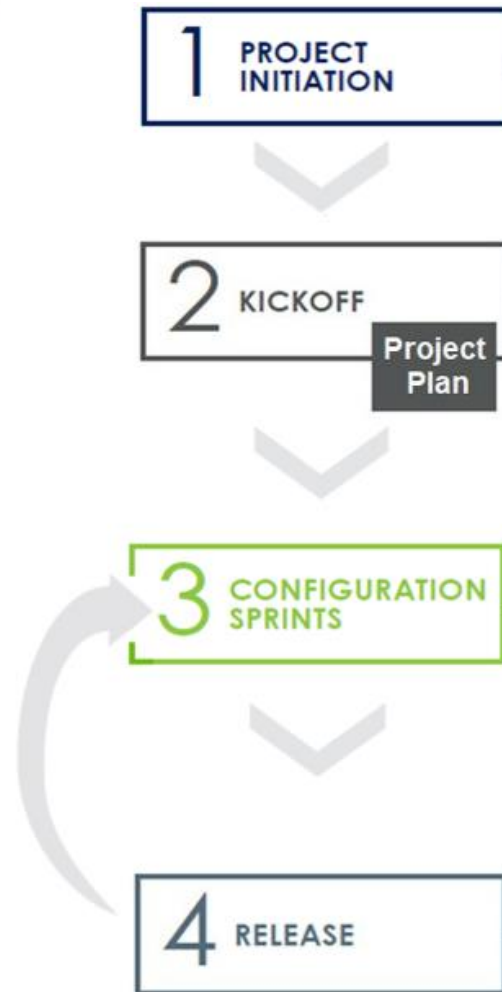 1 PROJECT
INITIATION
2 KICKOFF
Project
Plan
3 CONFIGURATION
SPRINTS
4 RELEASE